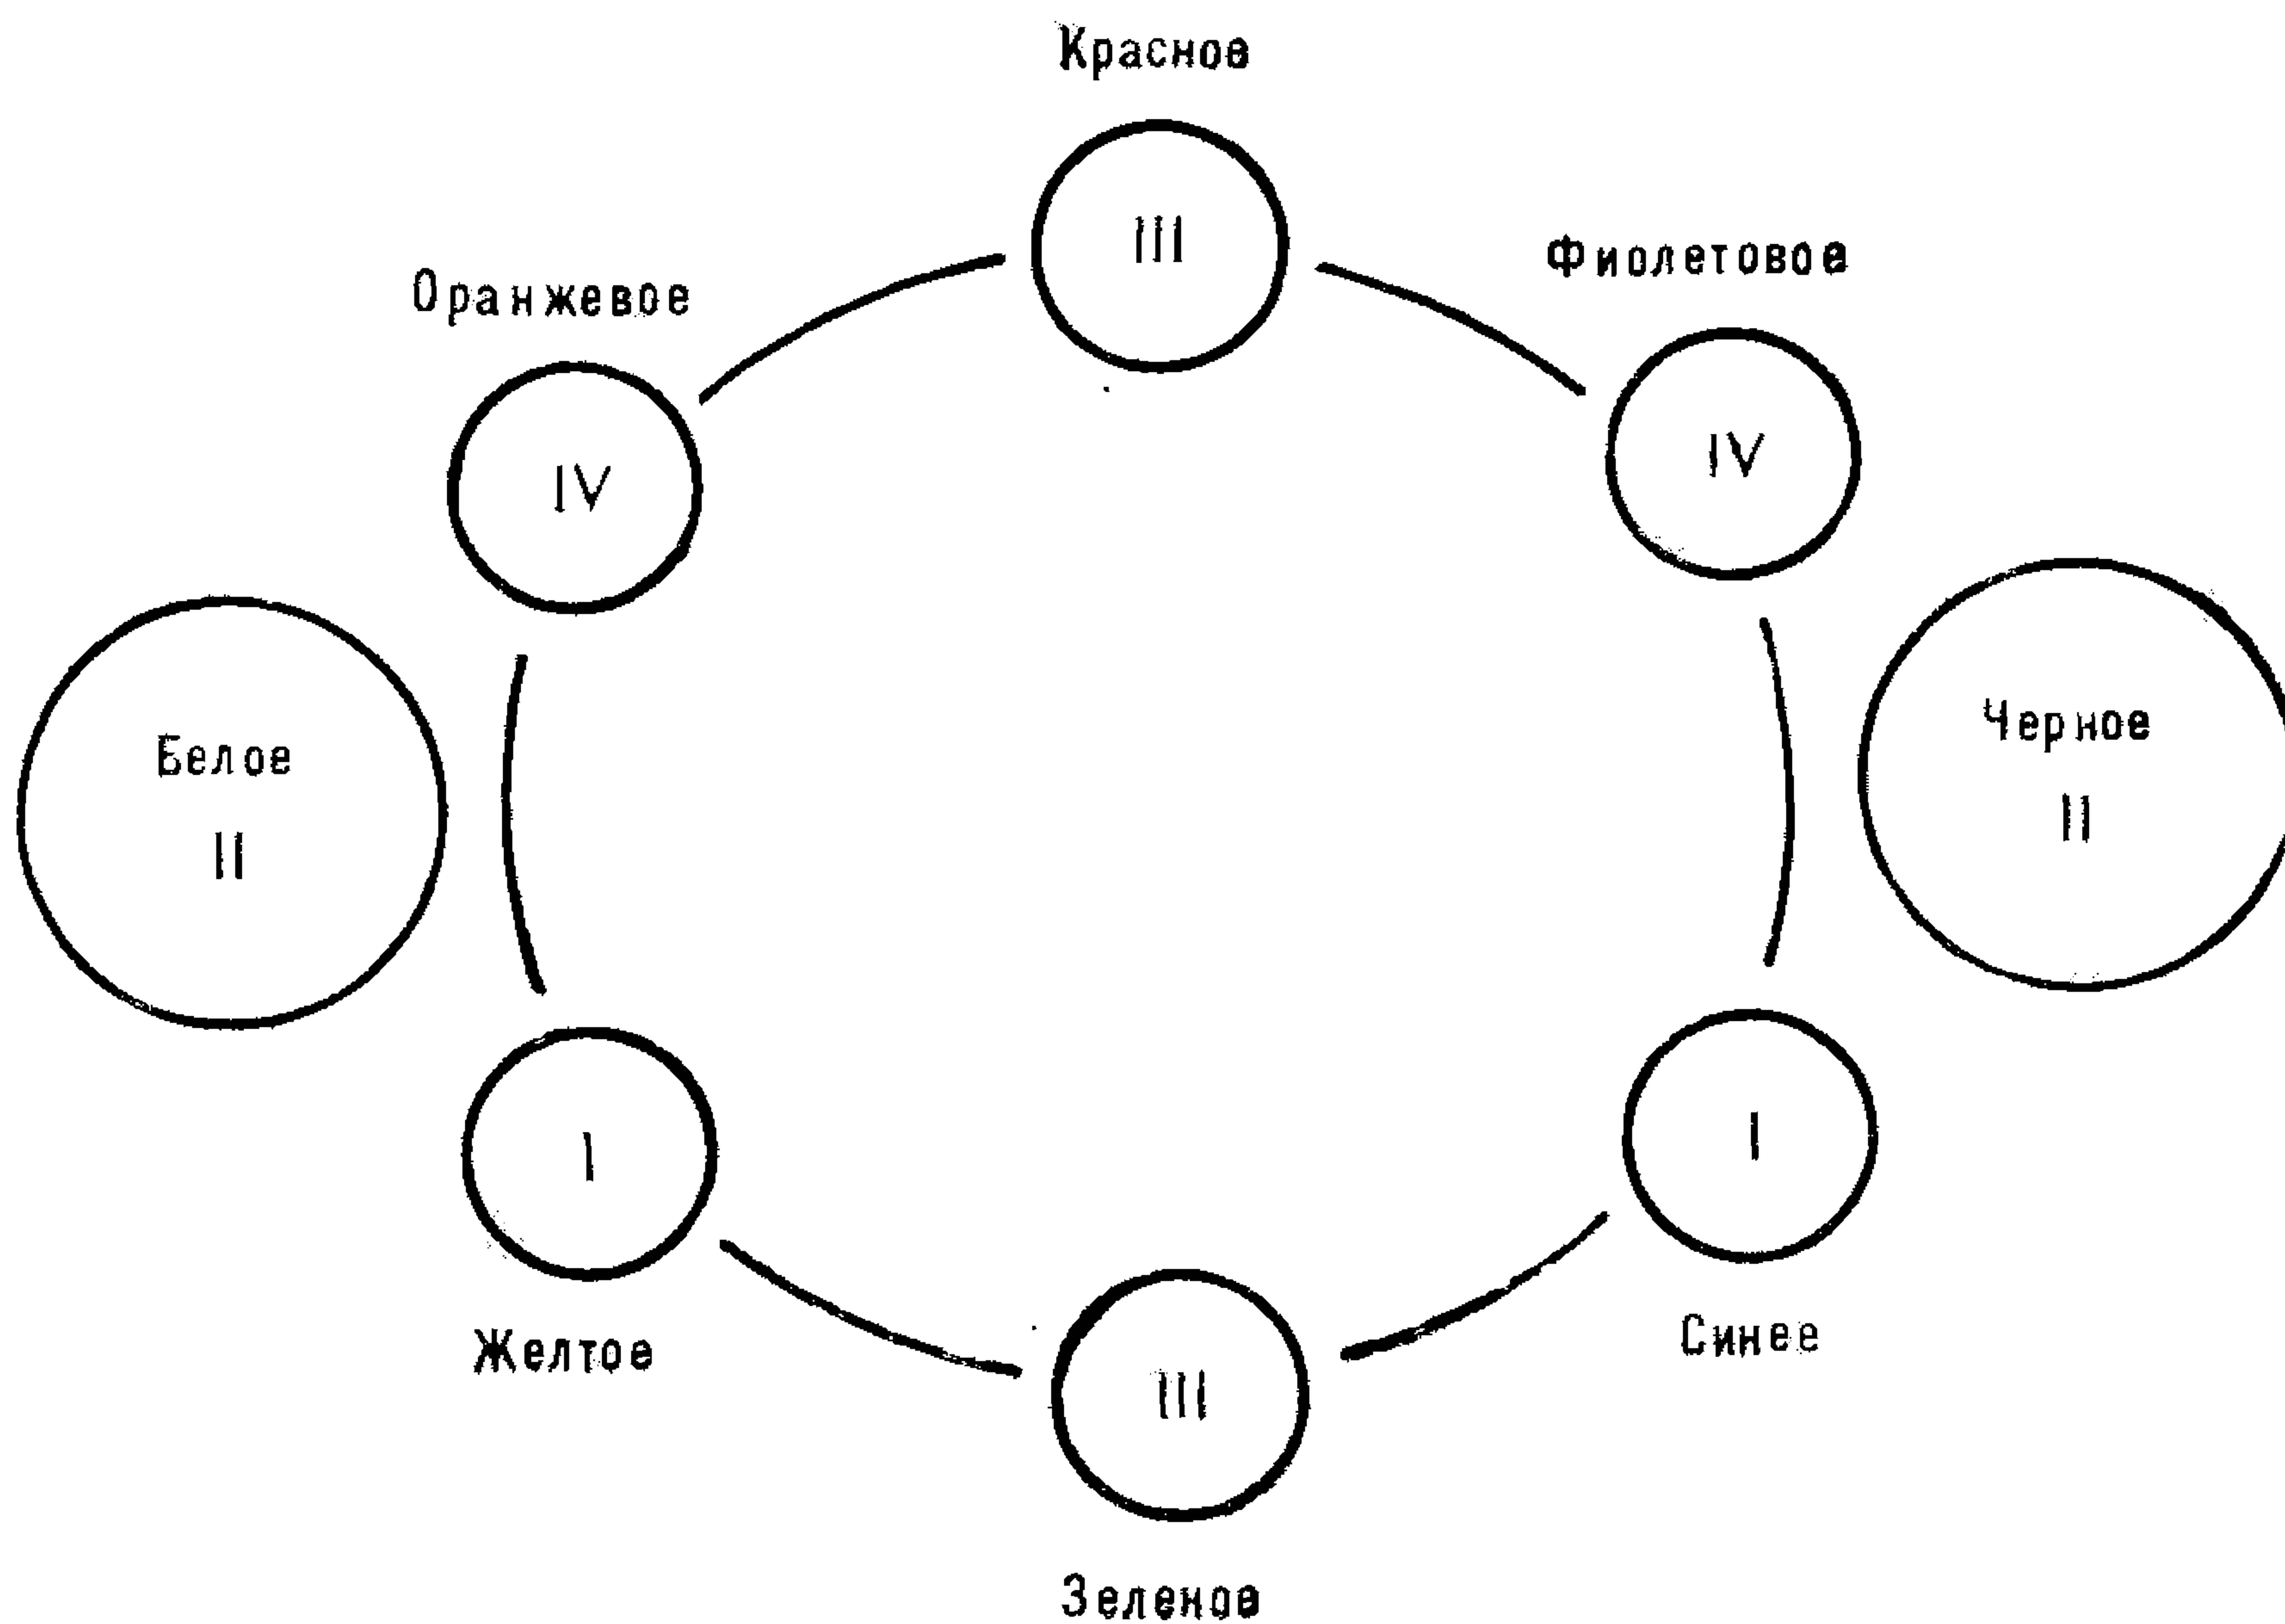 Красное
III
Фиолетовое
Оранжевое
IV
IV
Белое
II
Черное
II
I
I
Желтое
Синее
III
Зеленое